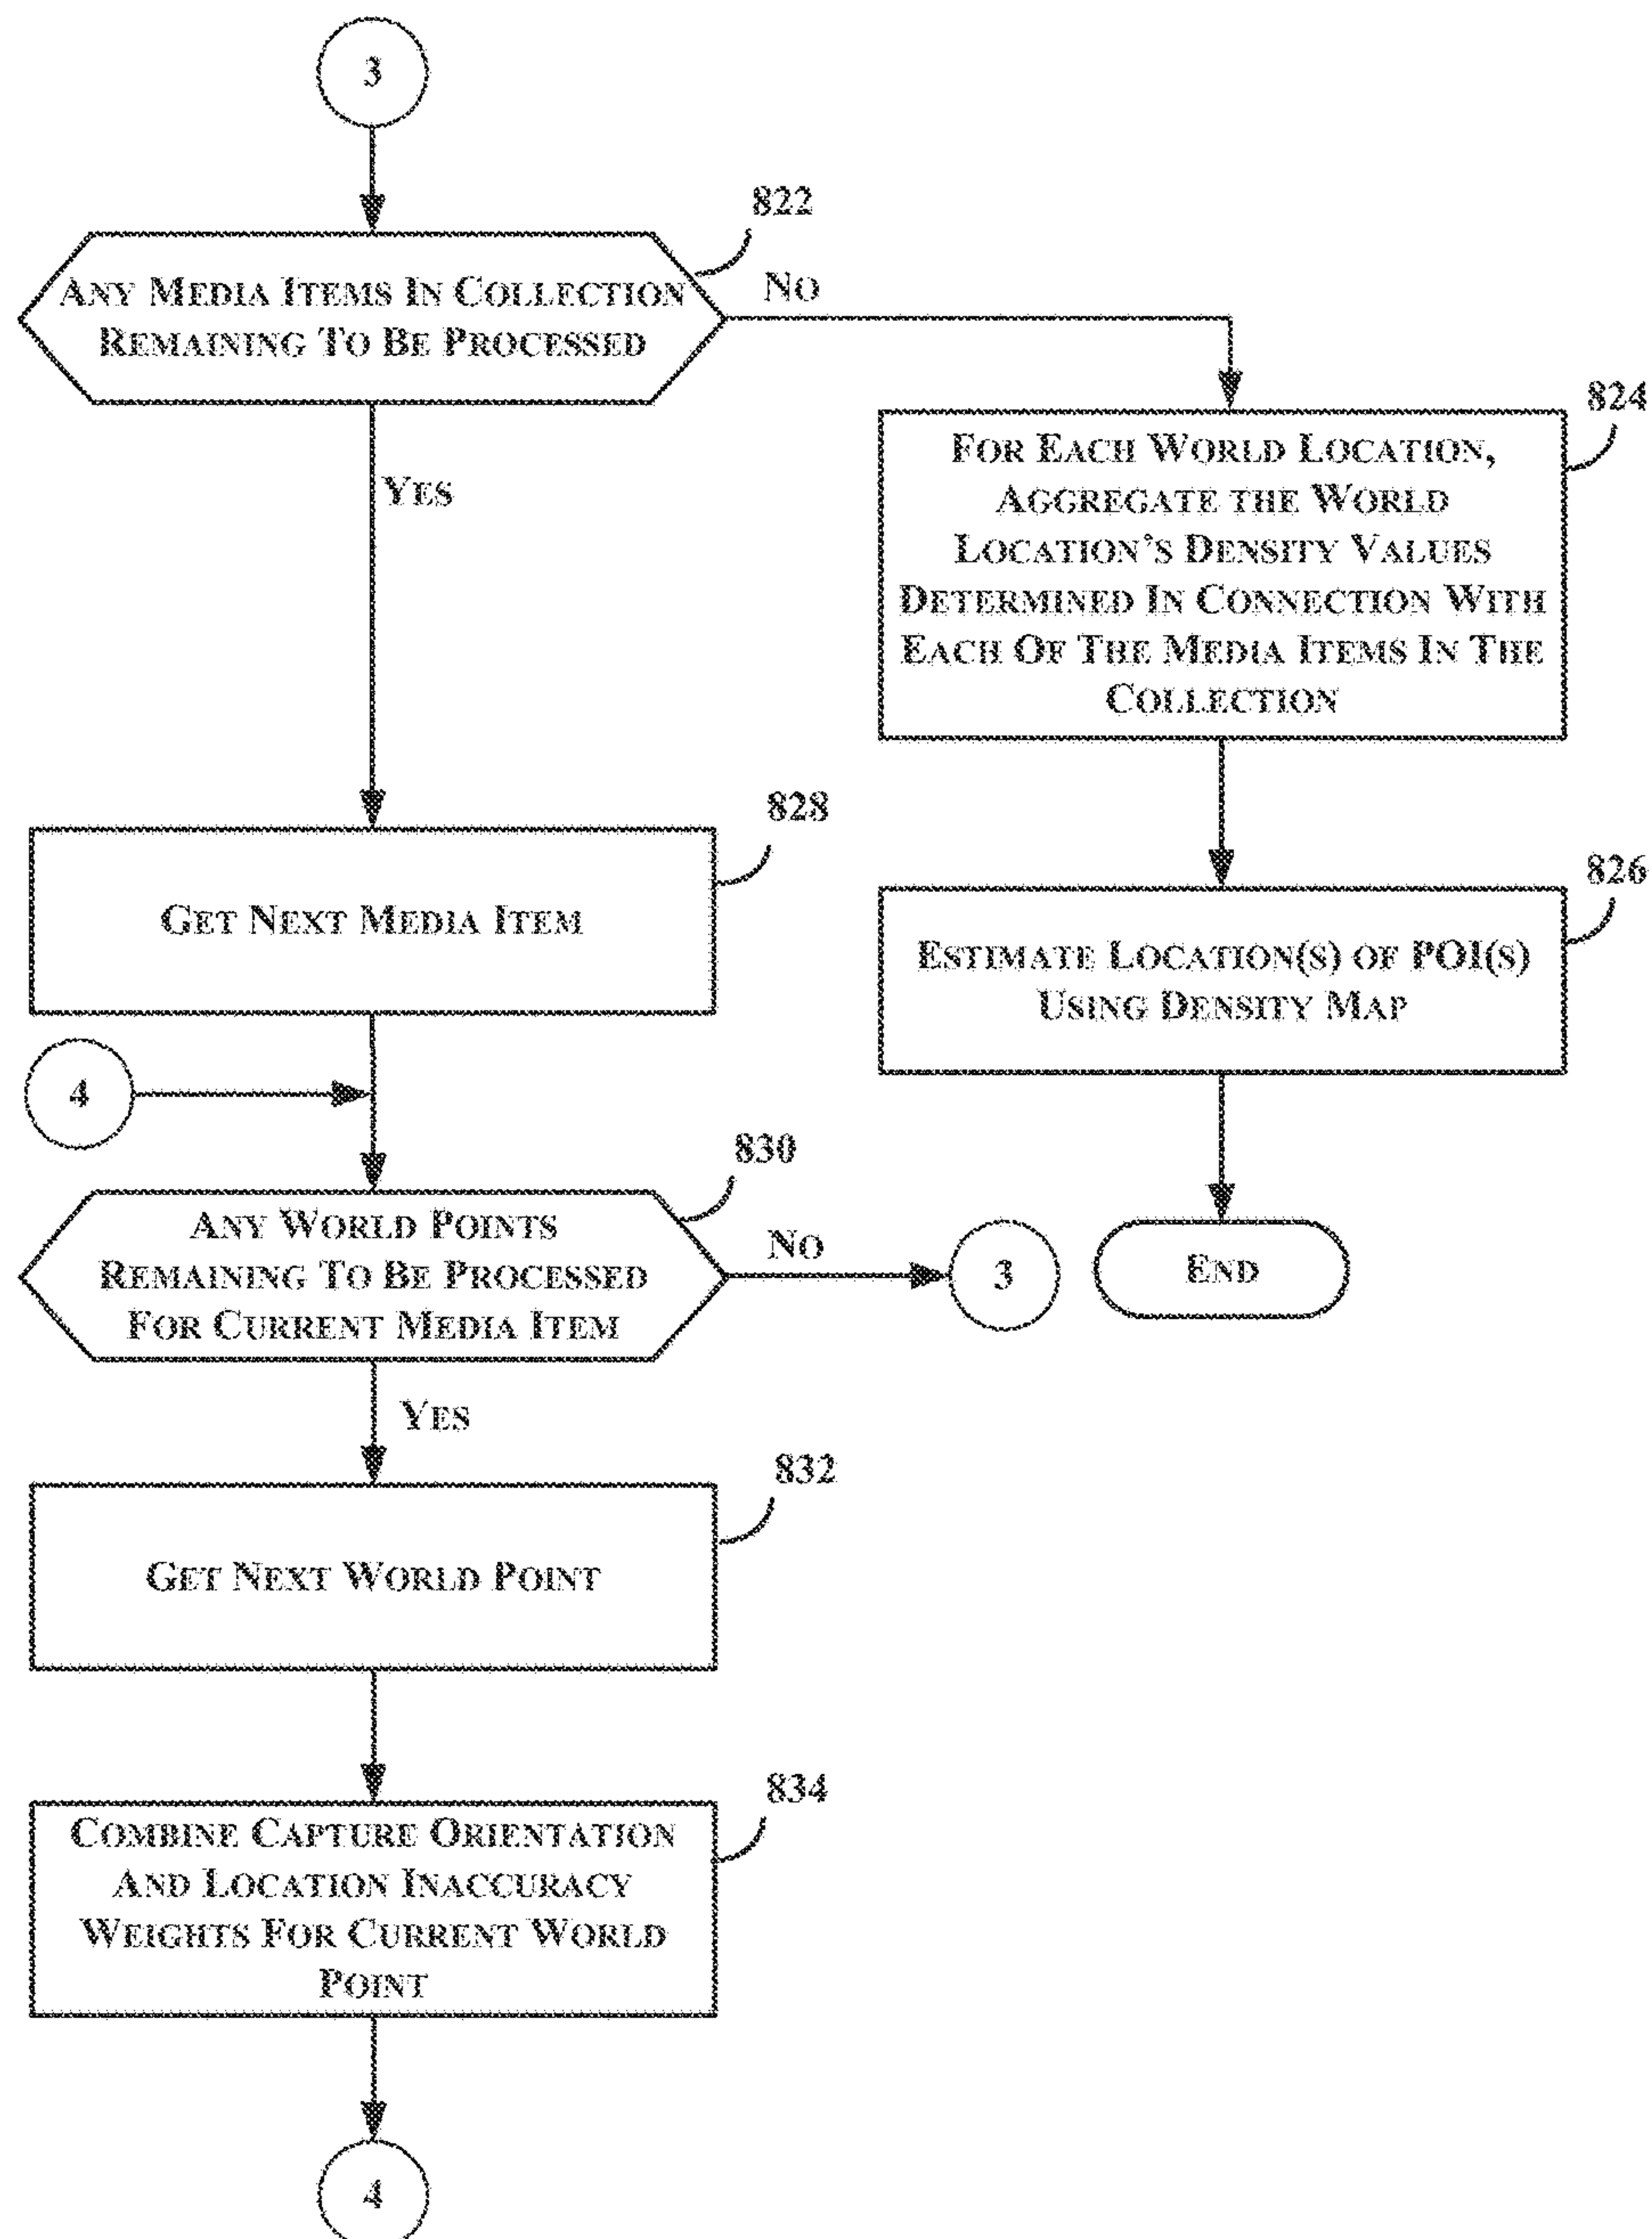 3
822
ANY MEDIA ITEMS IN COLLECTION
REMAINING TO BE PROCESSED
NO
YES
824
FOR EACH WORLD LOCATION,
AGGREGATE THE WORLD
LOCATION'S DENSITY VALUES
DETERMINED IN CONNECTION WITH
EACH OF THE MEDIA ITEMS IN THE
COLLECTION
828
GET NEXT MEDIA ITEM
826
ESTIMATE LOCATION(S) OF POI(S)
USING DENSITY MAP
4
830
ANY WORLD POINTS
REMAINING TO BE PROCESSED
FOR CURRENT MEDIA ITEM
NO
3
END
YES
832
GET NEXT WORLD POINT
834
COMBINE CAPTURE ORIENTATION
AND LOCATION INACCURACY
WEIGHTS FOR CURRENT WORLD
POINT
4